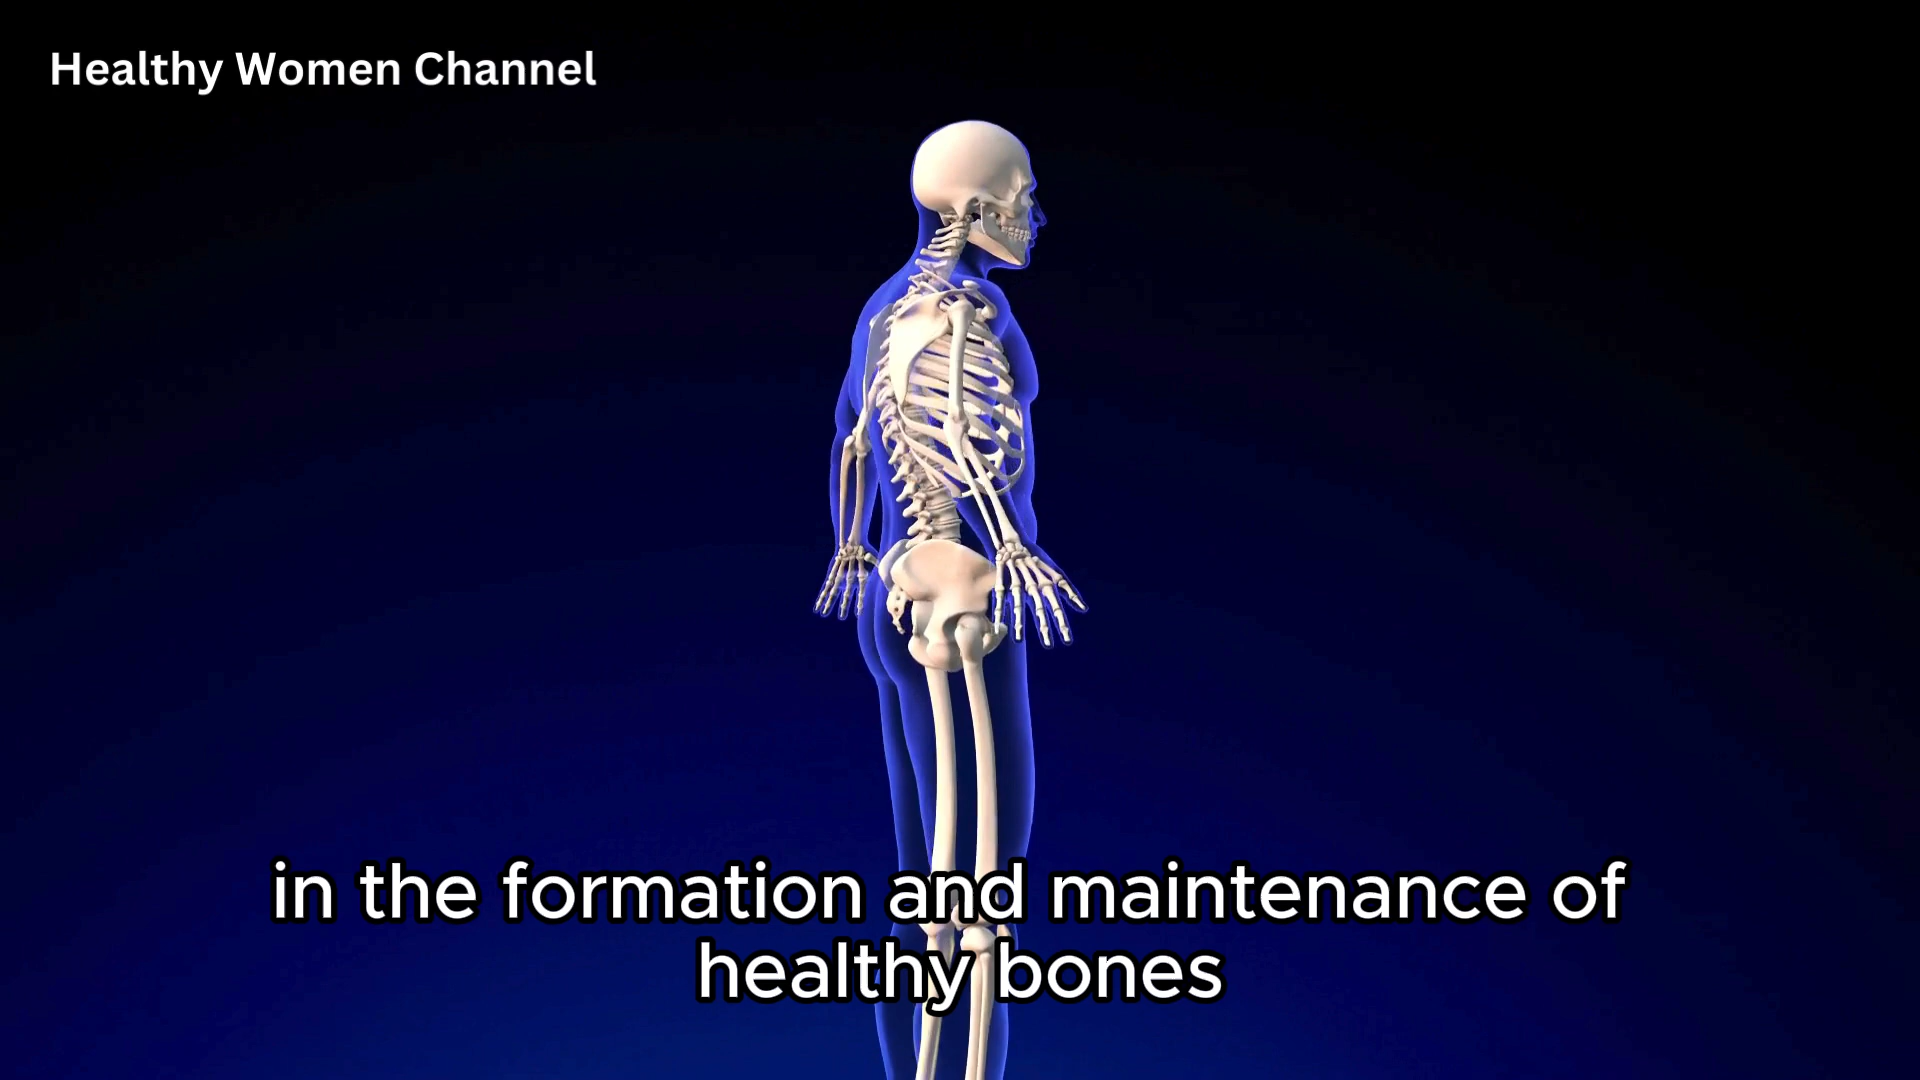 Healthy Women Channel
in the formation and maintenance of
healthy bones